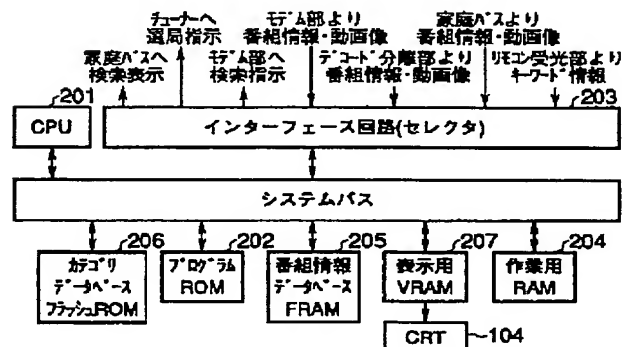 チューナーへ
選局指示
モデム部より
番組情報・動画像
家庭バスより
番組情報・動画像
家庭バスへ
検索表示
モデム部へ
検索指示
デコード分離部より
番組情報・動画像
リモコン受光部より
キーワード情報
201
CPU
203
インターフェース回路(セレクタ)
システムバス
206
カテゴリ
データベース
フラッシュROM
202
プログラム
ROM
205
番組情報
データベース
FRAM
207
表示用
VRAM
204
作業用
RAM
CRT
104